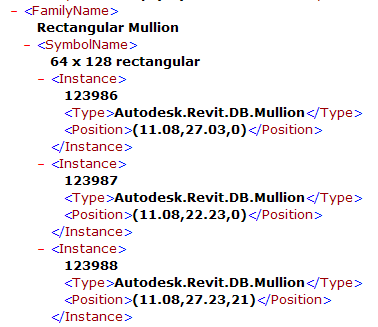 − <FamilyName>
Rectangular Mullion
− <SymbolName>
64 x 128 rectangular
− <Instance>
123986
<Type>Autodesk.Revit.DB.Mullion</Type>
<Position>(11.08,27.03,0)</Position>
</Instance>
− <Instance>
123987
<Type>Autodesk.Revit.DB.Mullion</Type>
<Position>(11.08,22.23,0)</Position>
</Instance>
− <Instance>
123988
<Type>Autodesk.Revit.DB.Mullion</Type>
<Position>(11.08,27.23,21)</Position>
</Instance>